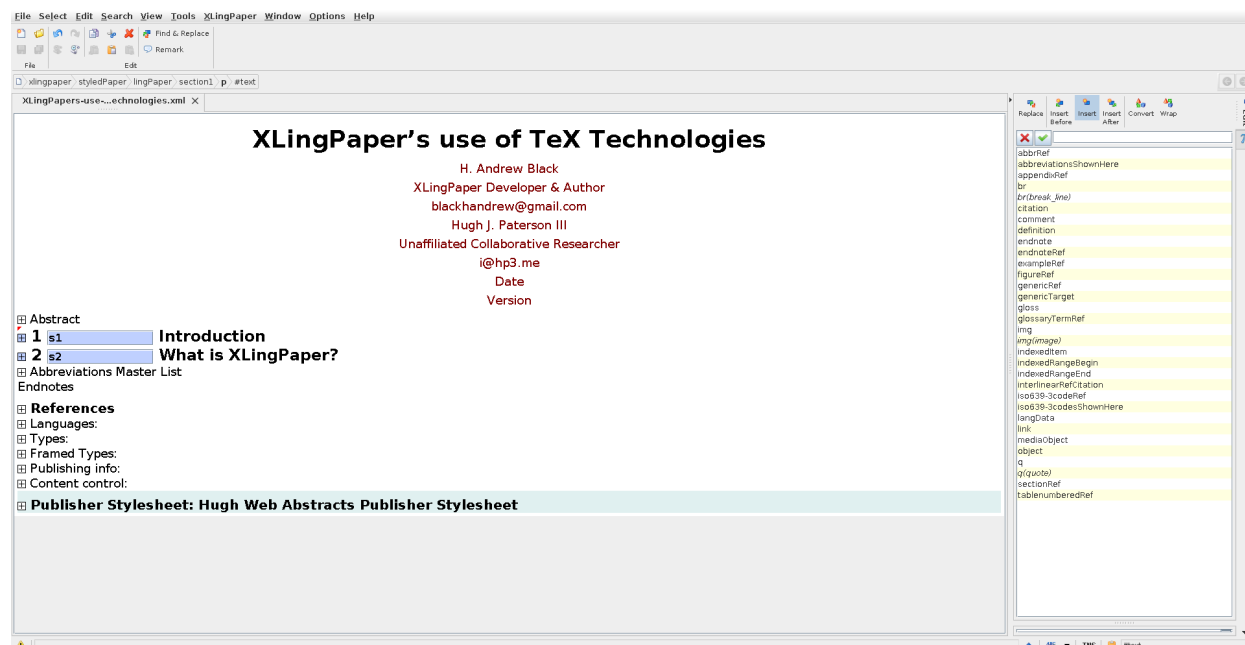 File Select Edit Search View Tools XLingPaper Window Options Help
Find & Replace
Remark
File Edit
xlingpaper styledPaper lingPaper section1 p #text
XLingPapers-use-...echnologies.xml
XLingPaper’s use of TeX Technologies
H. Andrew Black
XLingPaper Developer & Author
blackhandrew@gmail.com
Hugh J. Paterson III
Unaffiliated Collaborative Researcher
i@hp3.me
Date
Version
Abstract
1 s1 Introduction
2 s2 What is XLingPaper?
Abbreviations Master List
Endnotes
References
Languages:
Types:
Framed Types:
Publishing info:
Content control:
Publisher Stylesheet: Hugh Web Abstracts Publisher Stylesheet
Replace Insert Before Insert Insert After Convert Wrap
abbrRef
abbreviationsShownHere
appendixRef
br
br(break_line)
citation
comment
definition
endnote
endnoteRef
exampleRef
figureRef
genericRef
genericTarget
gloss
glossaryTermRef
img
img(image)
indexedItem
indexedRangeBegin
indexedRangeEnd
interlinearRefCitation
iso639-3codeRef
iso639-3codesShownHere
langData
link
mediaObject
object
q
q(quote)
sectionRef
tablenumberedRef